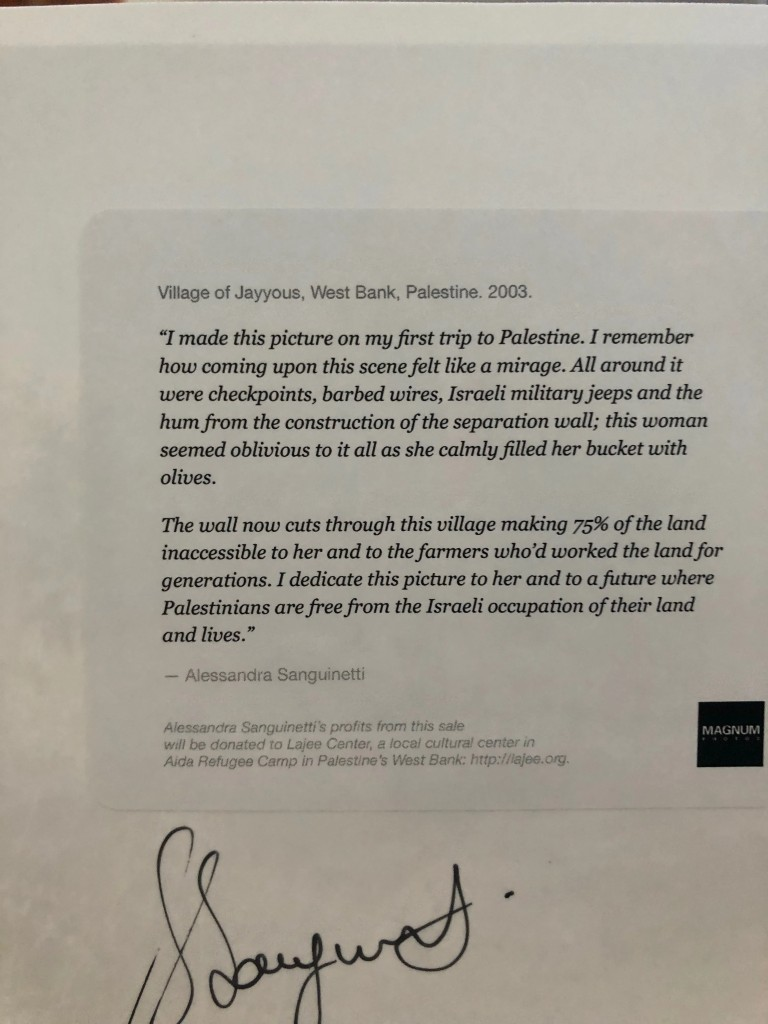 Village of Jayyous, West Bank, Palestine. 2003.
“I made this picture on my first trip to Palestine. I remember
how coming upon this scene felt like a mirage. All around it
were checkpoints, barbed wires, Israeli military jeeps and the
hum from the construction of the separation wall; this woman
seemed oblivious to it all as she calmly filled her bucket with
olives.
The wall now cuts through this village making 75% of the land
inaccessible to her and to the farmers who’d worked the land for
generations. I dedicate this picture to her and to a future where
Palestinians are free from the Israeli occupation of their land
and lives.”
— Alessandra Sanguinetti
Alessandra Sanguinetti’s profits from this sale
will be donated to Lajee Center, a local cultural center in
Aida Refugee Camp in Palestine’s West Bank: http://lajee.org.
MAGNUM
PHOTOS